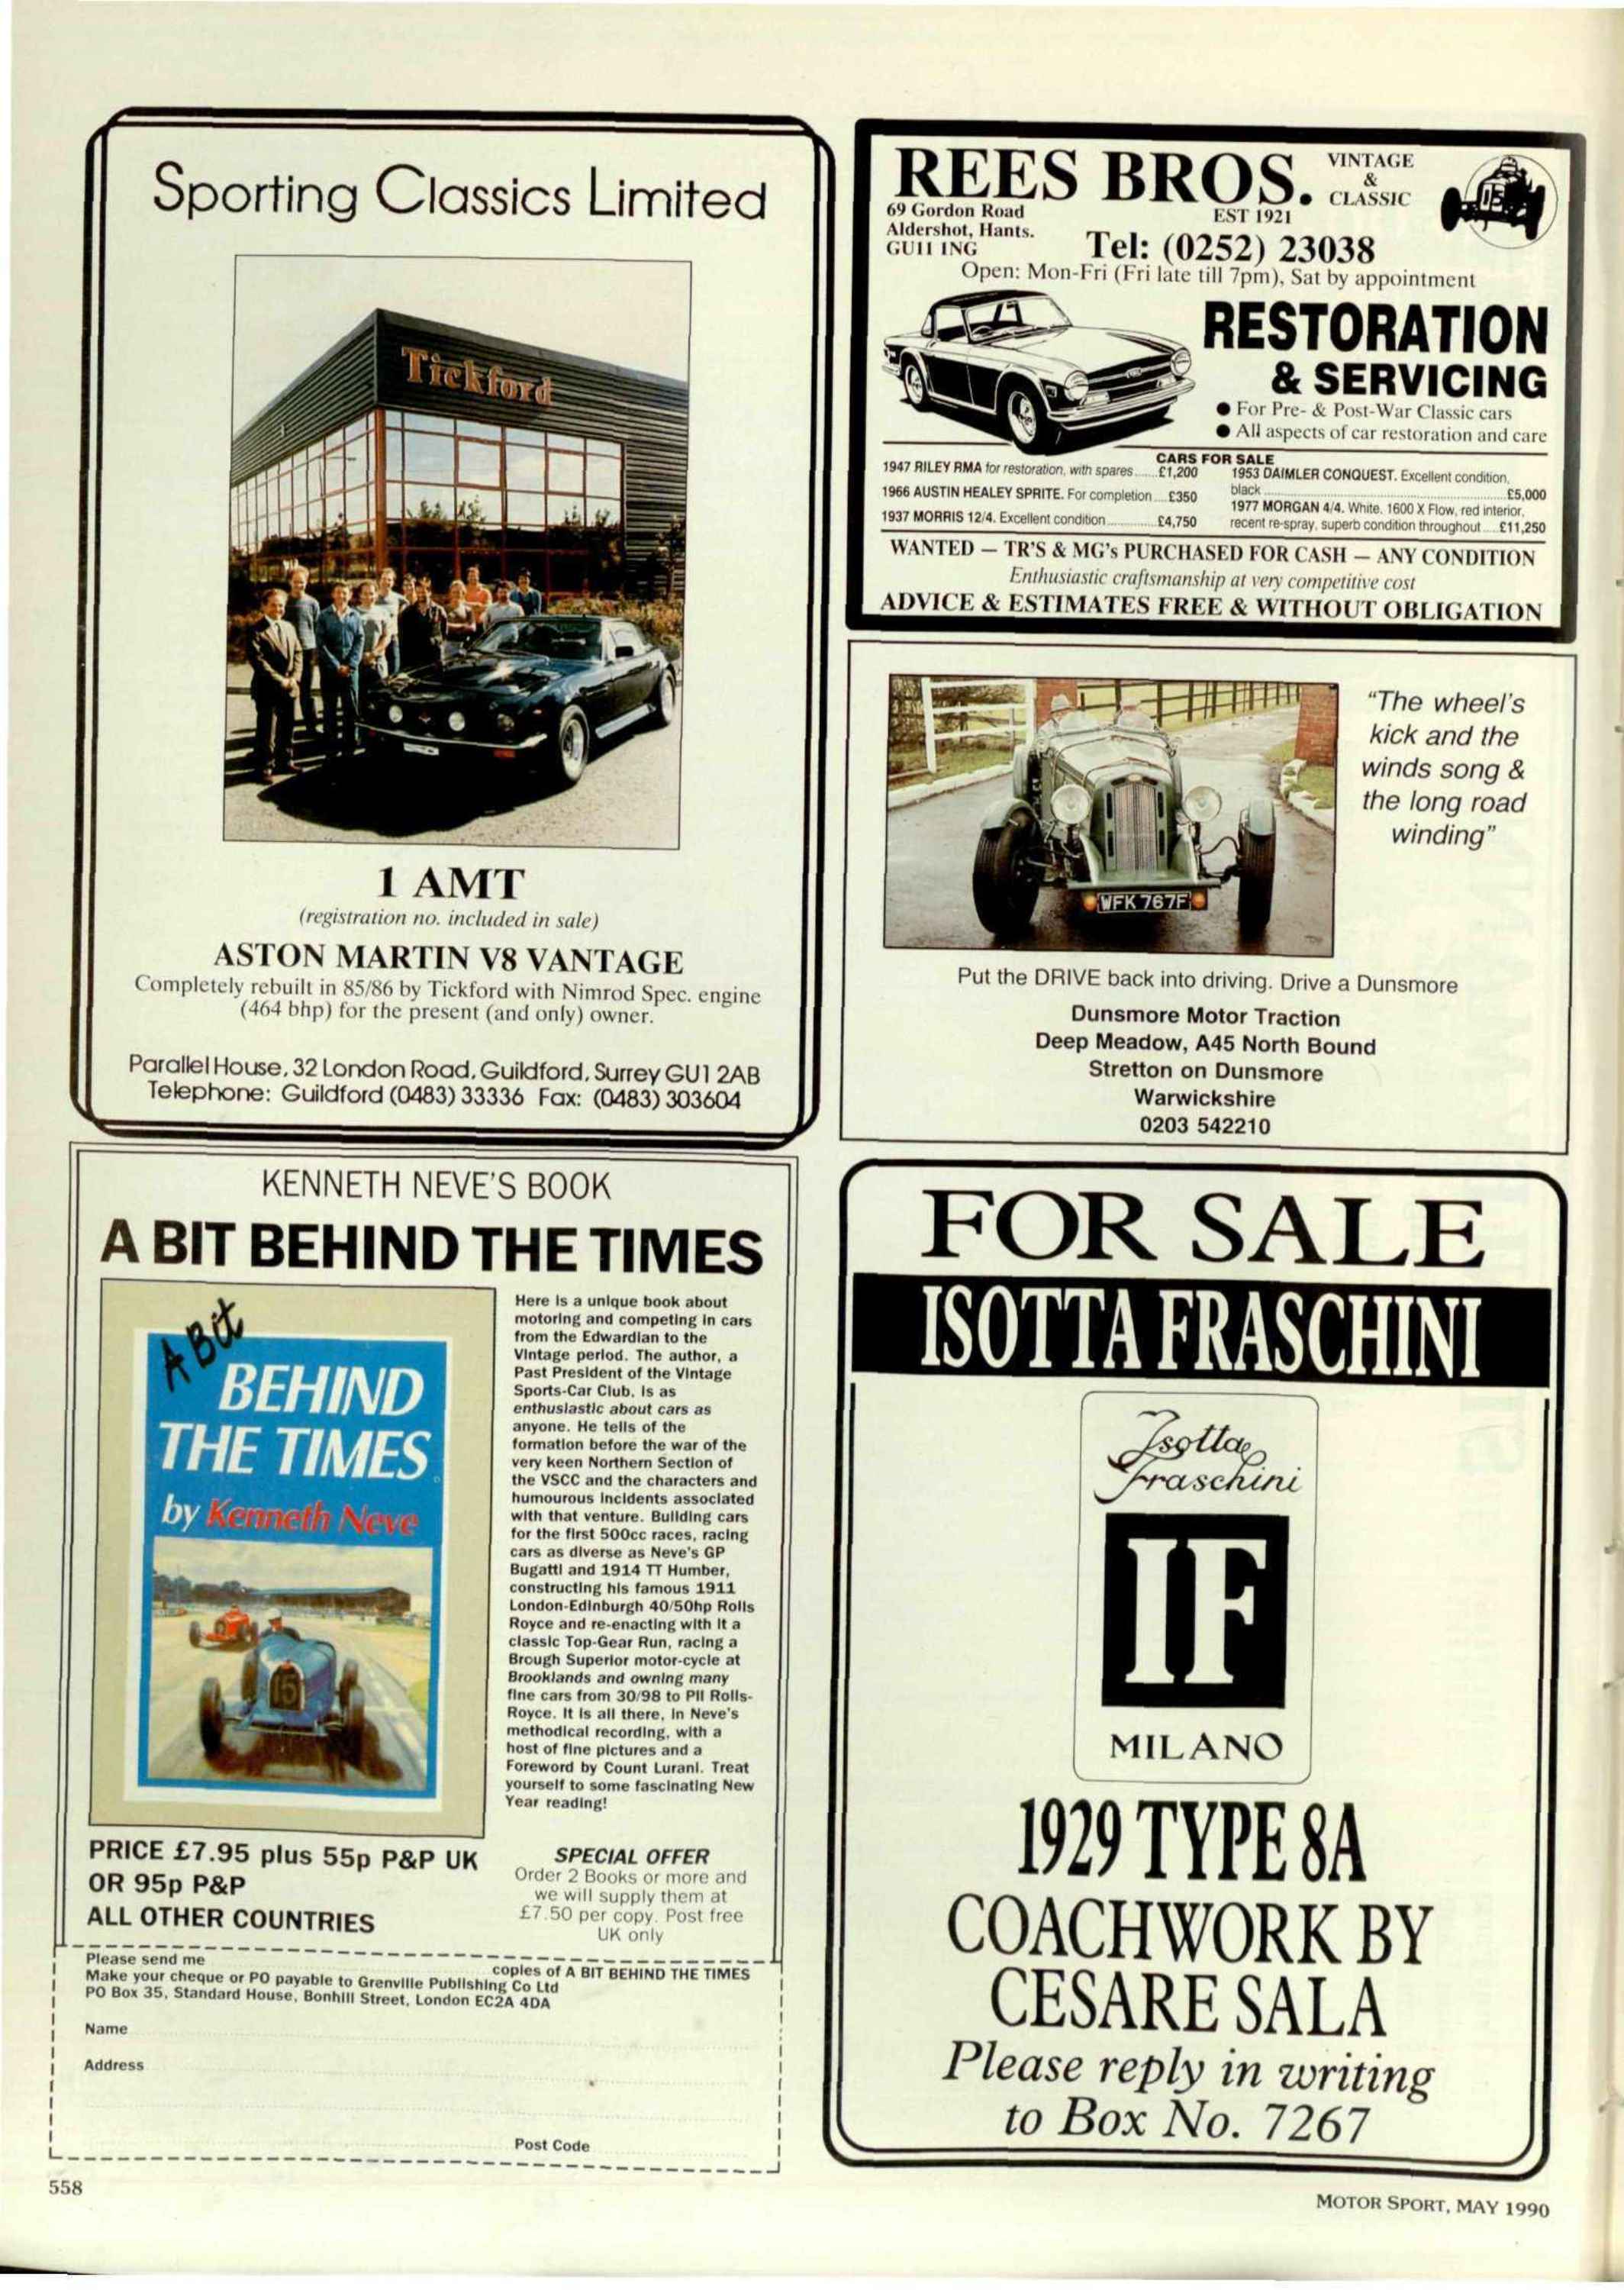 Sporting Classics Limited
Tickford
1 AMT
(registration no. included in sale)
ASTON MARTIN V8 VANTAGE
Completely rebuilt in 85/86 by Tickford with Nimrod Spec. engine
(464 bhp) for the present (and only) owner.
Parallel House, 32 London Road, Guildford, Surrey GU1 2AB
Telephone: Guildford (0483) 33336 Fax: (0483) 303604
REES BROS.
VINTAGE
&
CLASSIC
69 Gordon Road
Aldershot, Hants.
GU11 1NG
EST 1921
15
Tel: (0252) 23038
Open: Mon-Fri (Fri late till 7pm), Sat by appointment
RESTORATION
& SERVICING
● For Pre- & Post-War Classic cars
● All aspects of car restoration and care
CARS FOR SALE
1947 RILEY RMA for restoration, with spares ...... £1,200
1966 AUSTIN HEALEY SPRITE. For completion .... £350
1937 MORRIS 12/4. Excellent condition ............. £4,750
1953 DAIMLER CONQUEST. Excellent condition,
black ............ £5,000
1977 MORGAN 4/4. White. 1600 X Flow, red interior,
recent re-spray, superb condition throughout .... £11,250
WANTED — TR'S & MG's PURCHASED FOR CASH — ANY CONDITION
Enthusiastic craftsmanship at very competitive cost
ADVICE & ESTIMATES FREE & WITHOUT OBLIGATION
WFK 767F
"The wheel's
kick and the
winds song &
the long road
winding"
Put the DRIVE back into driving. Drive a Dunsmore
Dunsmore Motor Traction
Deep Meadow, A45 North Bound
Stretton on Dunsmore
Warwickshire
0203 542210
KENNETH NEVE'S BOOK
A BIT BEHIND THE TIMES
A Bit
BEHIND
THE TIMES
by Kenneth Neve
15
Here is a unique book about
motoring and competing in cars
from the Edwardian to the
Vintage period. The author, a
Past President of the Vintage
Sports-Car Club, is as
enthusiastic about cars as
anyone. He tells of the
formation before the war of the
very keen Northern Section of
the VSCC and the characters and
humourous incidents associated
with that venture. Building cars
for the first 500cc races, racing
cars as diverse as Neve's GP
Bugatti and 1914 TT Humber,
constructing his famous 1911
London-Edinburgh 40/50hp Rolls
Royce and re-enacting with it a
classic Top-Gear Run, racing a
Brough Superior motor-cycle at
Brooklands and owning many
fine cars from 30/98 to PII Rolls-
Royce. It is all there, in Neve's
methodical recording, with a
host of fine pictures and a
Foreword by Count Lurani. Treat
yourself to some fascinating New
Year reading!
PRICE £7.95 plus 55p P&P UK
OR 95p P&P
ALL OTHER COUNTRIES
SPECIAL OFFER
Order 2 Books or more and
we will supply them at
£7.50 per copy. Post free
UK only
Please send me copies of A BIT BEHIND THE TIMES
Make your cheque or PO payable to Grenville Publishing Co Ltd
PO Box 35, Standard House, Bonhill Street, London EC2A 4DA
Name
Address
Post Code
FOR SALE
ISOTTA FRASCHINI
Isotta
Fraschini
IF
MILANO
1929 TYPE 8A
COACHWORK BY
CESARE SALA
Please reply in writing
to Box No. 7267
558
MOTOR SPORT, MAY 1990